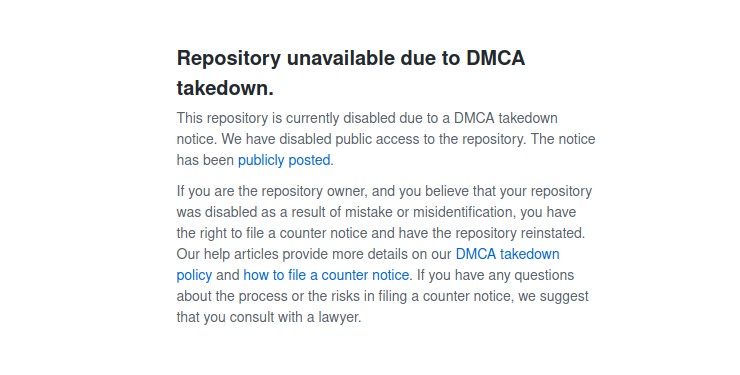 Repository unavailable due to DMCA
takedown.
This repository is currently disabled due to a DMCA takedown
notice. We have disabled public access to the repository. The notice
has been publicly posted.
If you are the repository owner, and you believe that your repository
was disabled as a result of mistake or misidentification, you have
the right to file a counter notice and have the repository reinstated.
Our help articles provide more details on our DMCA takedown
policy and how to file a counter notice. If you have any questions
about the process or the risks in filing a counter notice, we suggest
that you consult with a lawyer.